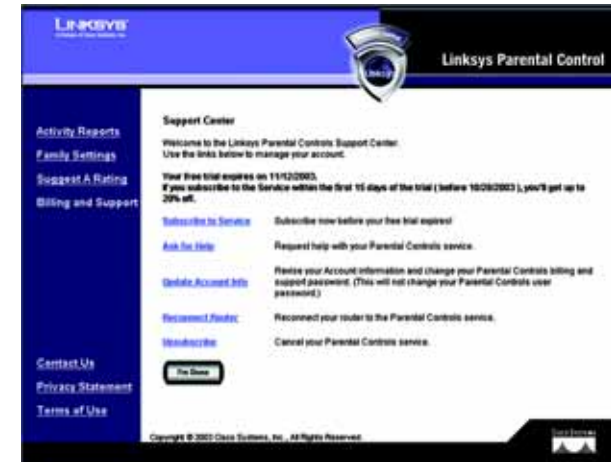 LINKSYS
Linksys Parental Control
LINKSYS
Activity Reports
Family Settings
Suggest A Rating
Billing and Support
Contact Us
Privacy Statement
Terms of Use
Support Center
Welcome to the Linksys Parental Controls Support Center.
Use the links below to manage your account.
Your free trial expires on 11/12/2003.
If you subscribe to the Service within the first 15 days of the trial ( before 10/28/2003 ), you'll get up to
20% off.
Subscribe to Service
Subscribe now before your free trial expires!
Ask for Help
Request help with your Parental Controls service.
Update Account Info
Revise your Account information and change your Parental Controls billing and
support password. (This will not change your Parental Controls user
password.)
Reconnect Router
Reconnect your router to the Parental Controls service.
Unsubscribe
Cancel your Parental Controls service.
I'm Done
Copyright © 2003 Cisco Systems, Inc., All Rights Reserved.
Cisco Systems